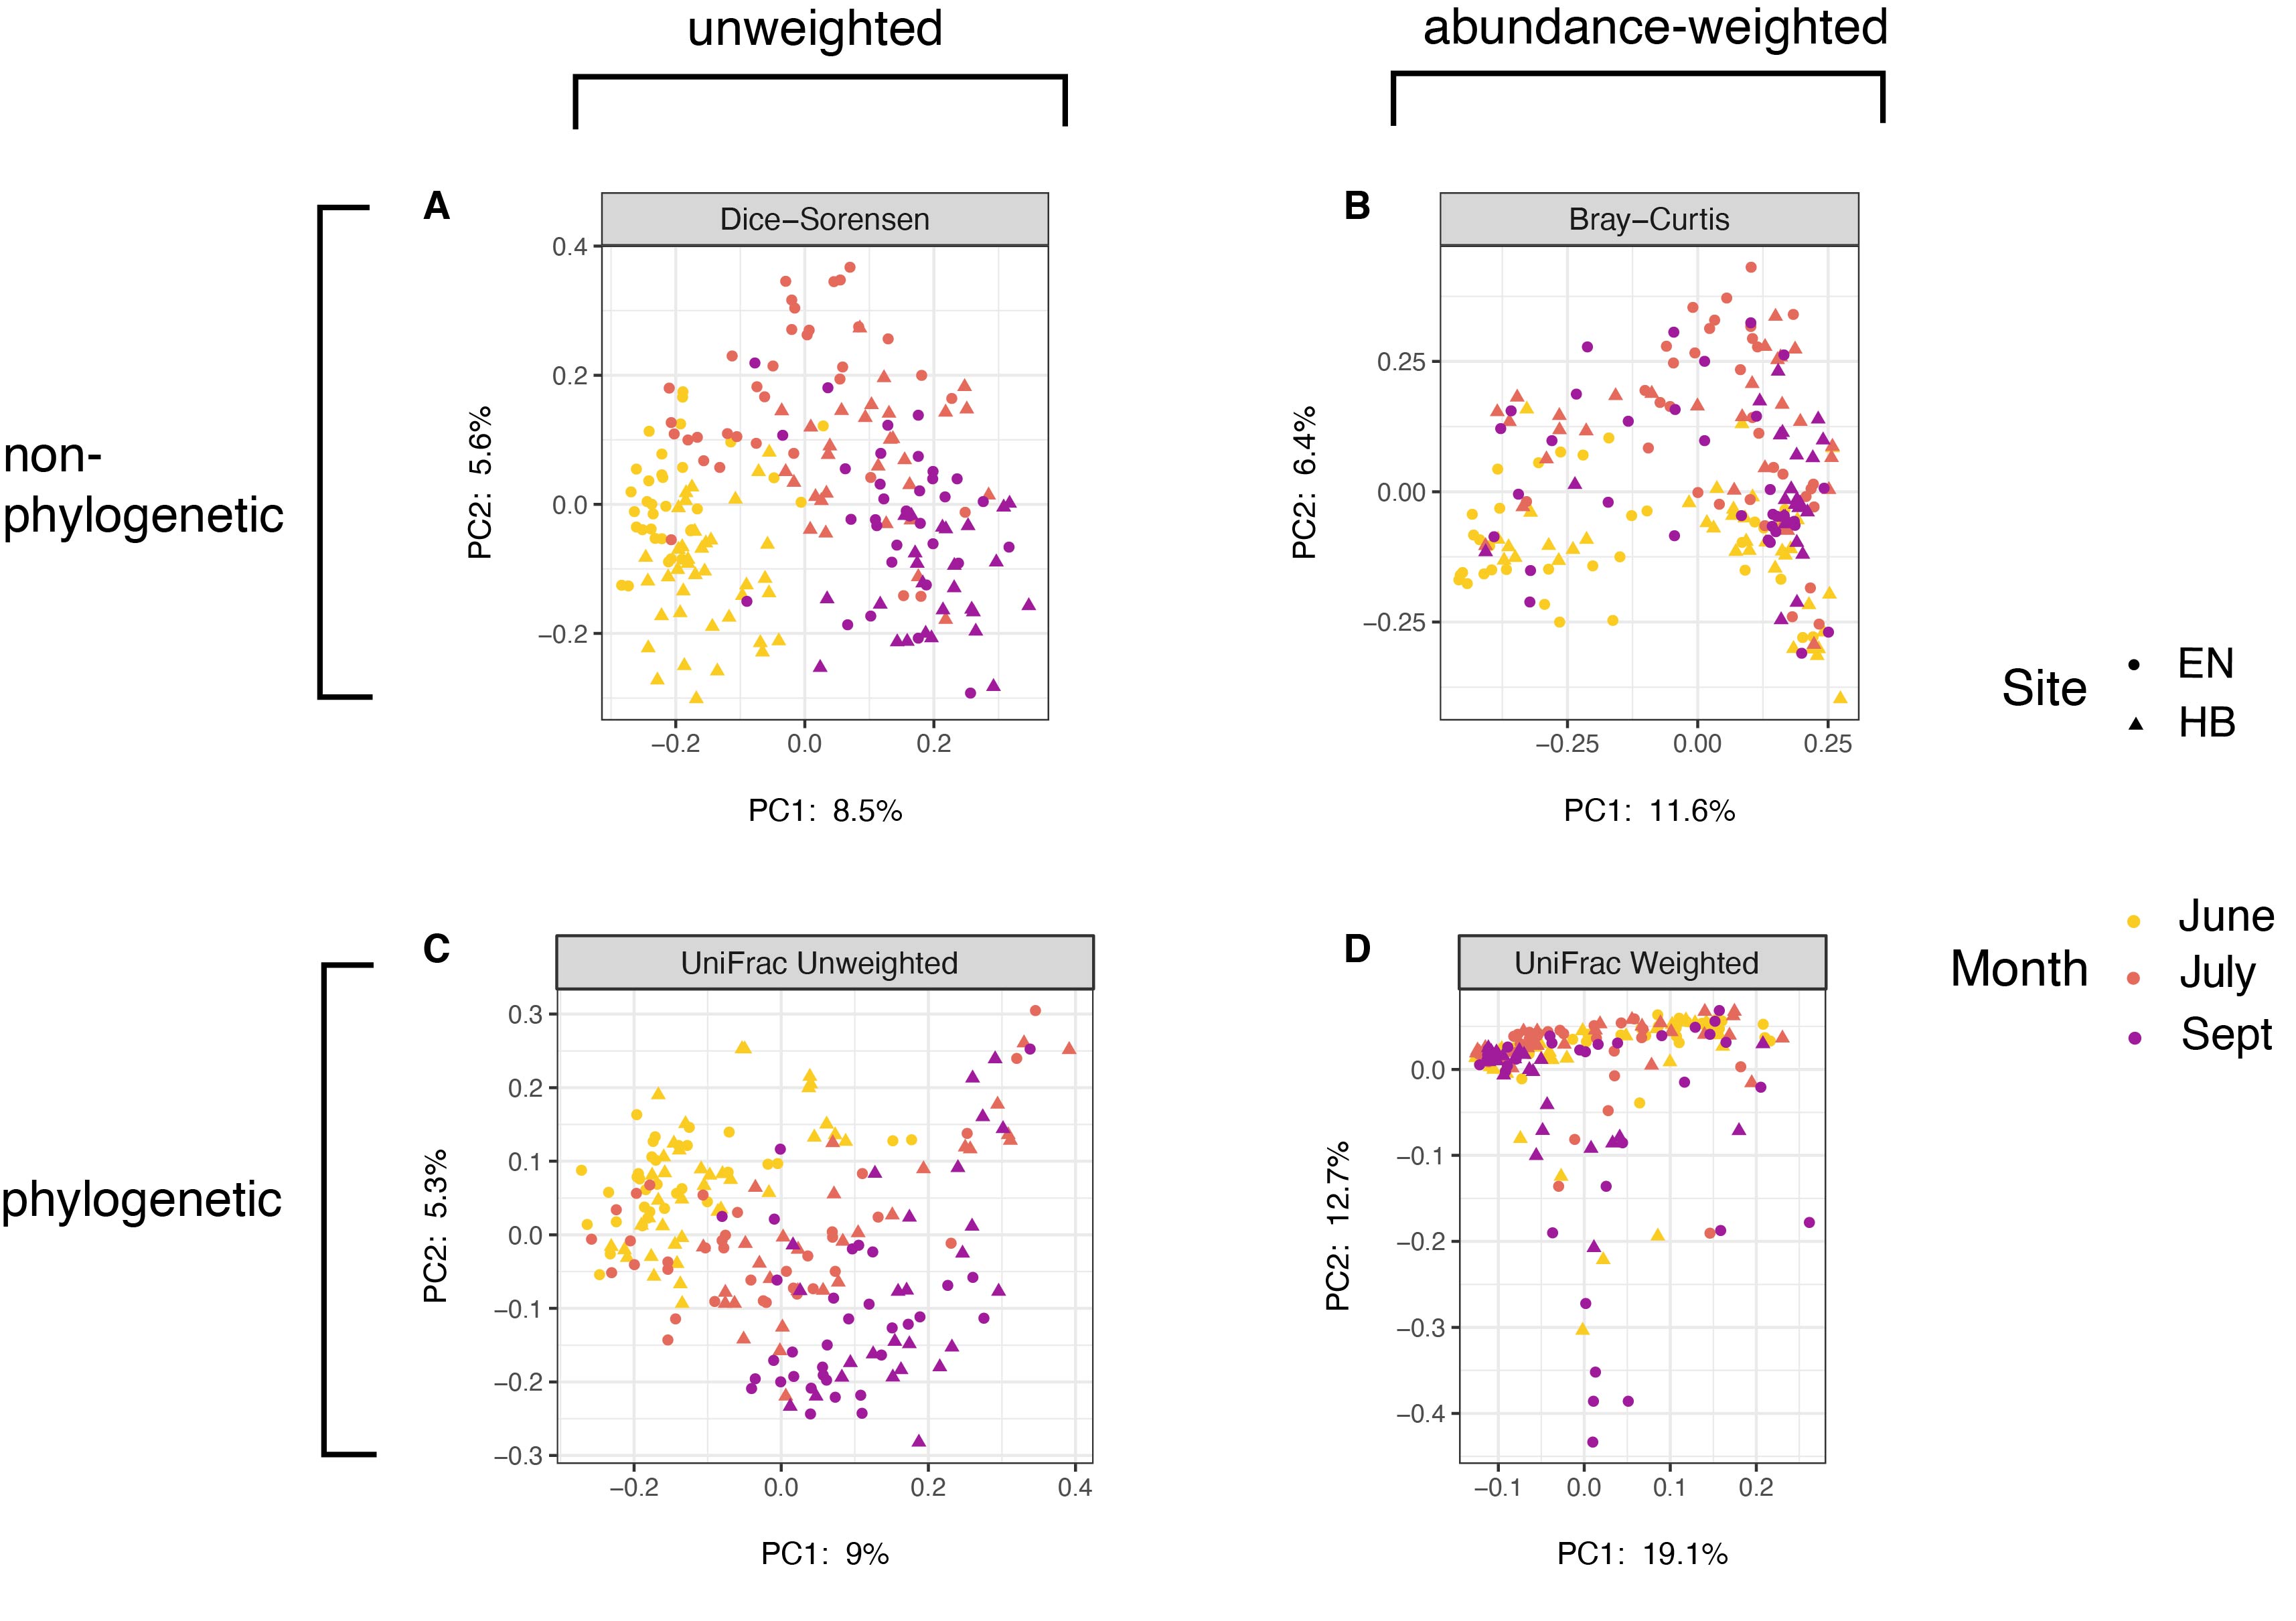 unweighted
abundance-weighted
non-
phylogenetic
phylogenetic
A
Dice−Sorensen
0.4
0.2
0.0
−0.2
PC2: 5.6%
−0.2 0.0 0.2
PC1: 8.5%
B
Bray−Curtis
0.25
0.00
−0.25
PC2: 6.4%
−0.25 0.00 0.25
PC1: 11.6%
Site
EN
HB
C
UniFrac Unweighted
0.3
0.2
0.1
0.0
−0.1
−0.2
−0.3
PC2: 5.3%
−0.2 0.0 0.2 0.4
PC1: 9%
D
UniFrac Weighted
0.0
−0.1
−0.2
−0.3
−0.4
PC2: 12.7%
−0.1 0.0 0.1 0.2
PC1: 19.1%
Month
June
July
Sept